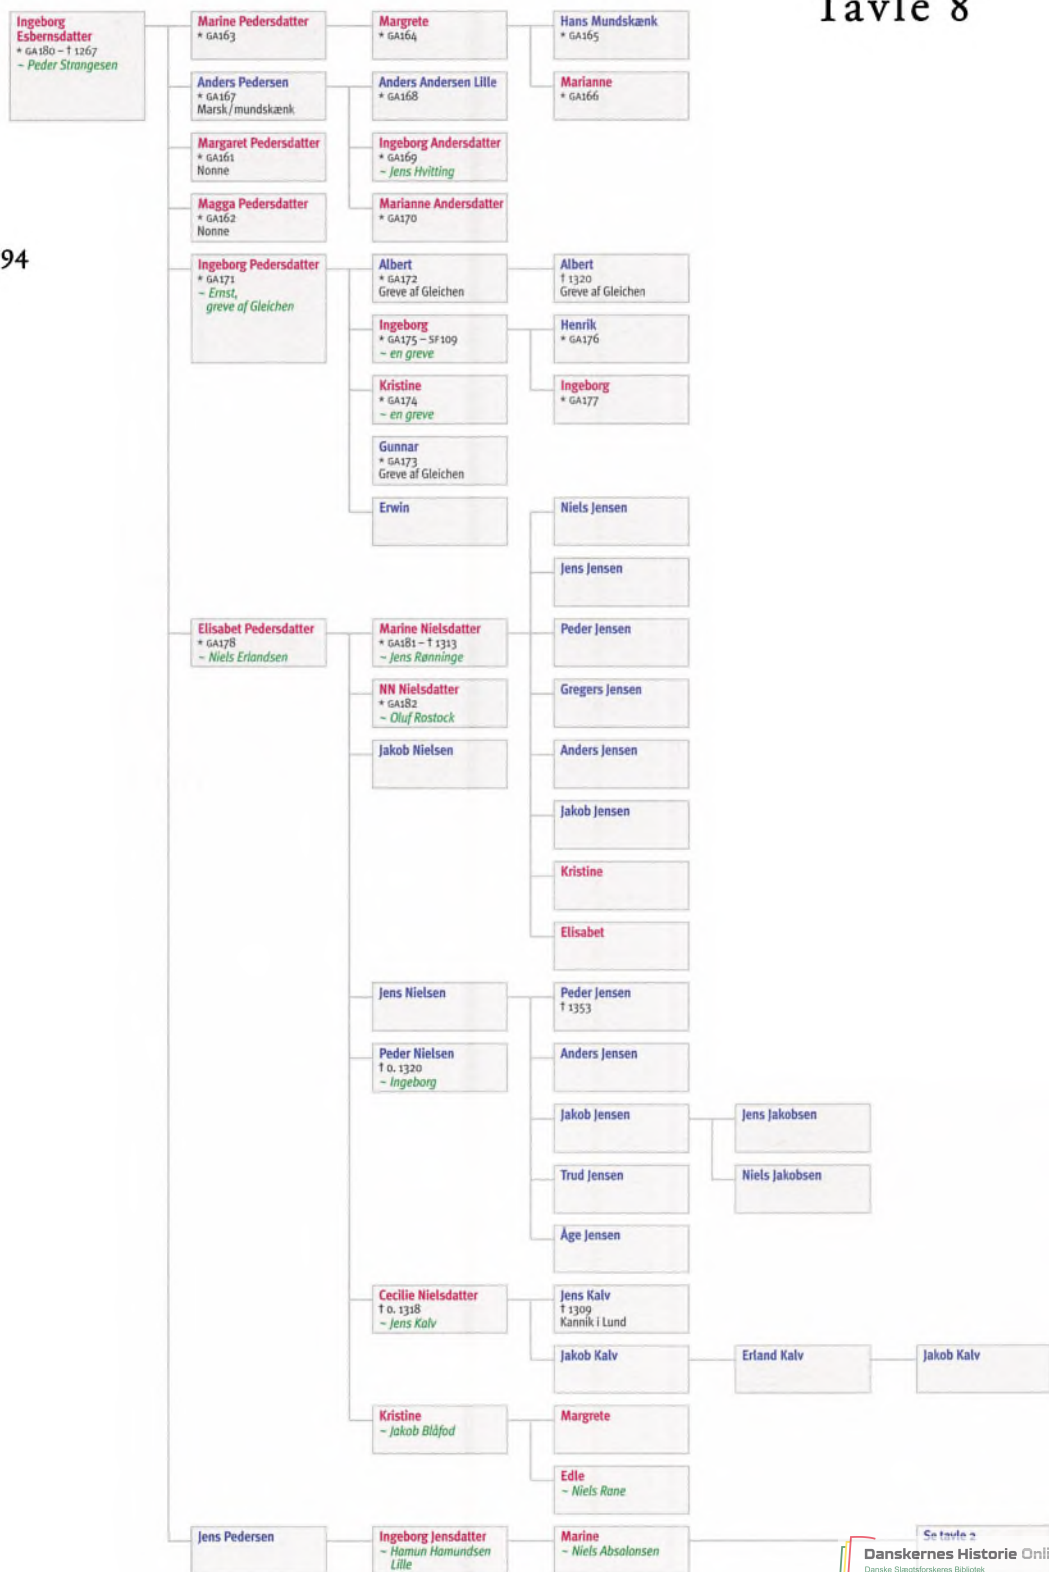 Tavle 8
94
Ingeborg
Esbernsdatter
* GA180 – † 1267
~ Peder Strangesen
Marine Pedersdatter
* GA163
Margrete
* GA164
Hans Mundskænk
* GA165
Marianne
* GA166
Anders Pedersen
* GA167
Marsk/mundskænk
Anders Andersen Lille
* GA168
Ingeborg Andersdatter
* GA169
~ Jens Hvitting
Marianne Andersdatter
* GA170
Margaret Pedersdatter
* GA161
Nonne
Magga Pedersdatter
* GA162
Nonne
Ingeborg Pedersdatter
* GA171
~ Ernst,
greve af Gleichen
Albert
* GA172
Greve af Gleichen
Albert
† 1320
Greve af Gleichen
Ingeborg
* GA175 – SF109
~ en greve
Henrik
* GA176
Ingeborg
* GA177
Kristine
* GA174
~ en greve
Gunnar
* GA173
Greve af Gleichen
Erwin
Elisabet Pedersdatter
* GA178
~ Niels Erlandsen
Marine Nielsdatter
* GA181 – † 1313
~ Jens Rønninge
Niels Jensen
Jens Jensen
Peder Jensen
Gregers Jensen
Anders Jensen
Jakob Jensen
Kristine
Elisabet
NN Nielsdatter
* GA182
~ Oluf Rostock
Jakob Nielsen
Jens Nielsen
Peder Jensen
† 1353
Anders Jensen
Jakob Jensen
Jens Jakobsen
Niels Jakobsen
Trud Jensen
Åge Jensen
Peder Nielsen
† o. 1320
~ Ingeborg
Cecilie Nielsdatter
† o. 1318
~ Jens Kalv
Jens Kalv
† 1309
Kannik i Lund
Jakob Kalv
Erland Kalv
Jakob Kalv
Kristine
~ Jakob Blåfod
Margrete
Edle
~ Niels Rane
Jens Pedersen
Ingeborg Jensdatter
~ Hamun Hamundsen
Lille
Marine
~ Niels Absalonsen
Se tavle 2
Danskernes Historie Onli
Danske Slægtsforskeres Bibliotek